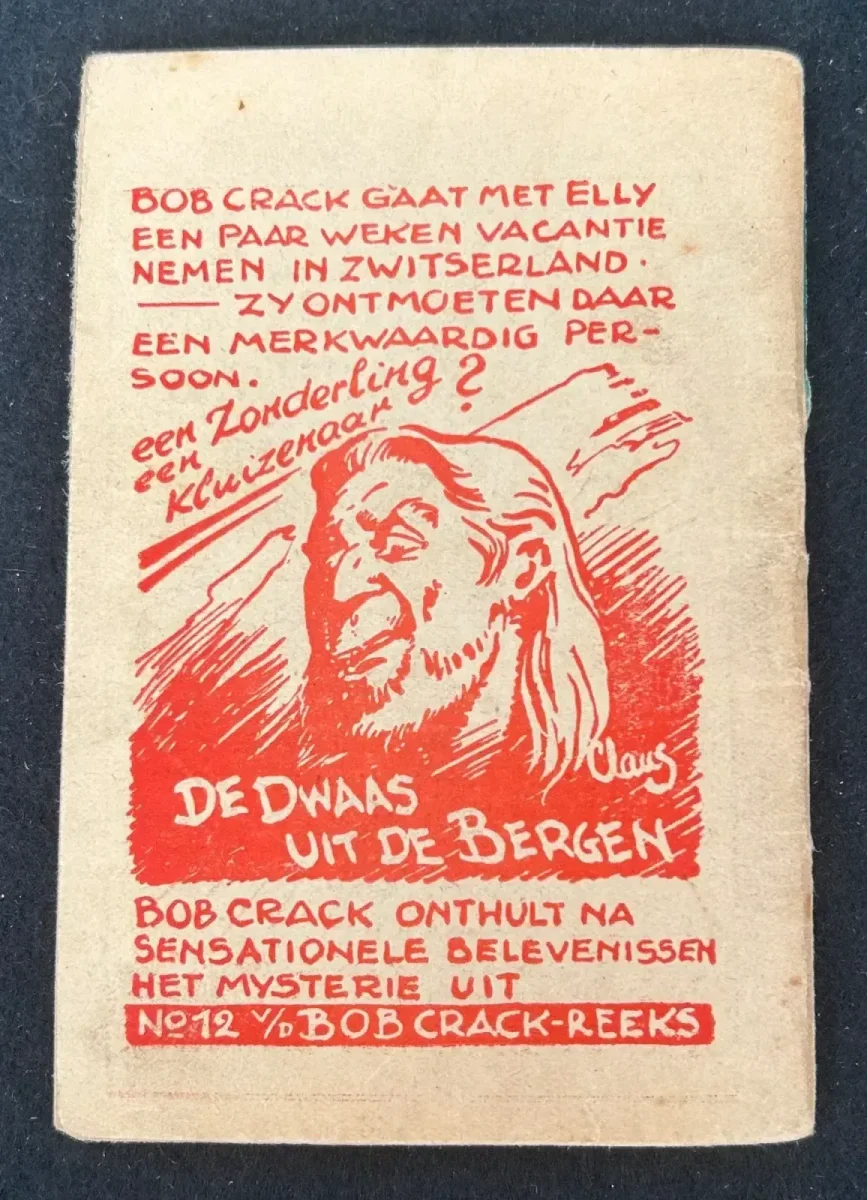 BOB CRACK GAAT MET ELLY
EEN PAAR WEKEN VACANTIE
NEMEN IN ZWITSERLAND.
— ZY ONTMOETEN DAAR
EEN MERKWAARDIG PER-
SOON.
een Zonderling?
een
Kluizenaar
Claus
DE DWAAS
UIT DE BERGEN
BOB CRACK ONTHULT NA
SENSATIONELE BELEVENISSEN
HET MYSTERIE UIT
No 12 V/D BOB CRACK-REEKS